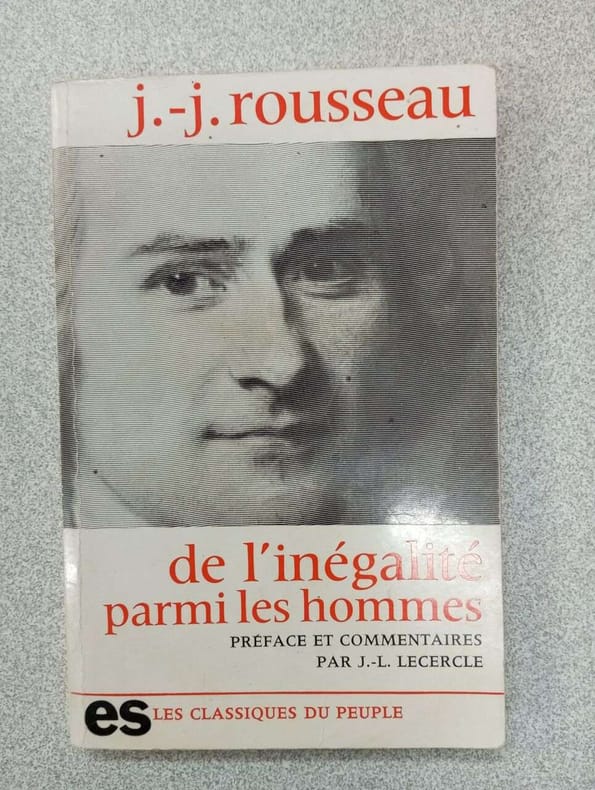 j.-j. rousseau
de l'inégalité
parmi les hommes
PRÉFACE ET COMMENTAIRES
PAR J.-L. LECERCLE
es LES CLASSIQUES DU PEUPLE